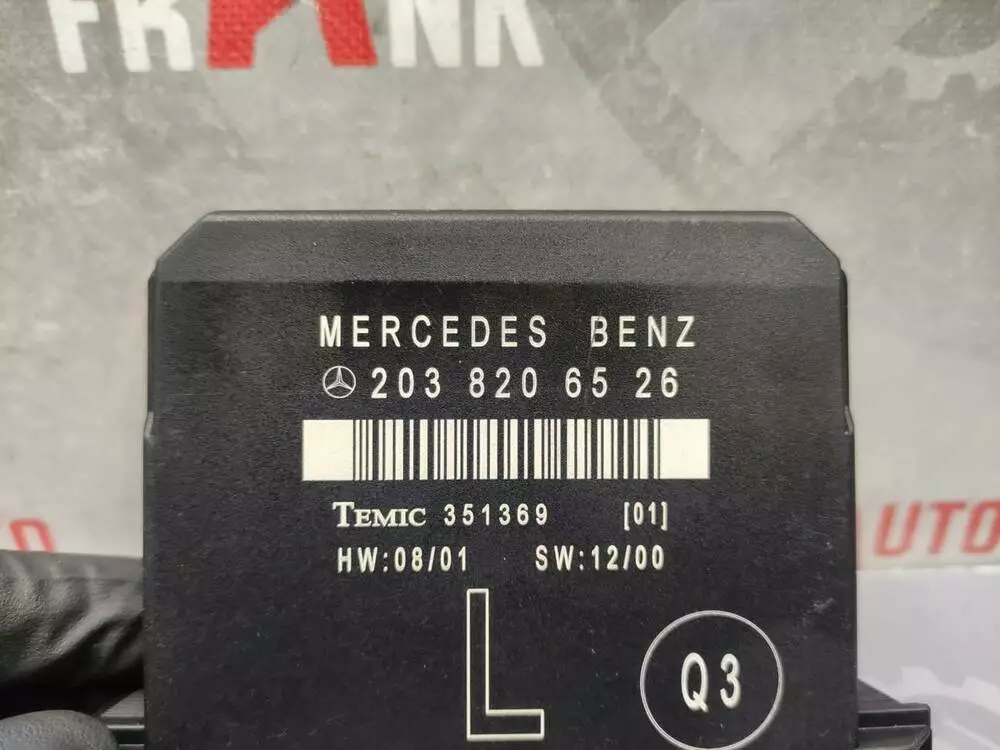 FRANK
MERCEDES BENZ
203 820 65 26
TEMIC 351369 [01]
HW:08/01 SW:12/00
AUTO
L
Q3